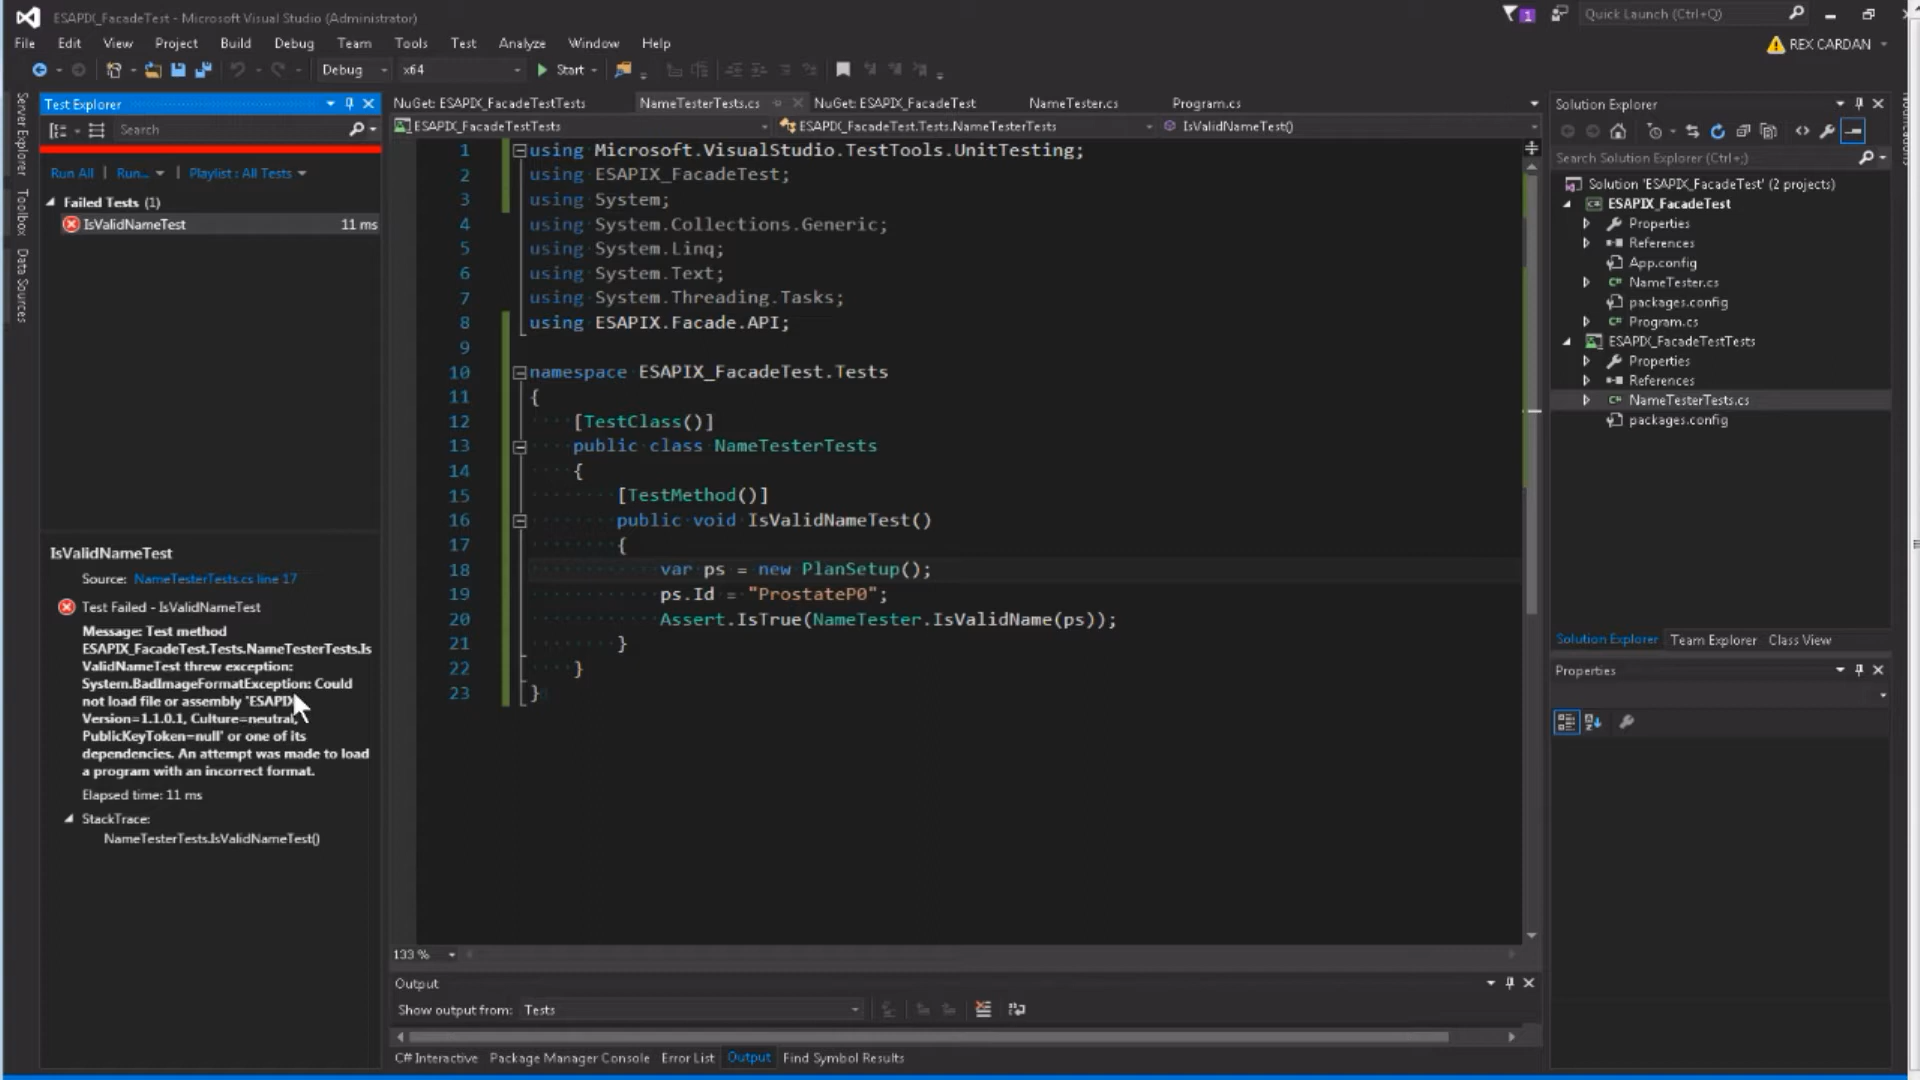 ESAPIX_FacadeTest - Microsoft Visual Studio (Administrator)
1
Quick Launch (Ctrl+Q)
File Edit View Project Build Debug Team Tools Test Analyze Window Help
REX CARDAN
Debug x64 Start
Server Explorer
Toolbox
Data Sources
Test Explorer
Search
Run All | Run... | Playlist : All Tests
Failed Tests (1)
IsValidNameTest 11 ms
IsValidNameTest
Source: NameTesterTests.cs line 17
Test Failed - IsValidNameTest
Message: Test method
ESAPIX_FacadeTest.Tests.NameTesterTests.Is
ValidNameTest threw exception:
System.BadImageFormatException: Could
not load file or assembly 'ESAPIX,
Version=1.1.0.1, Culture=neutral,
PublicKeyToken=null' or one of its
dependencies. An attempt was made to load
a program with an incorrect format.
Elapsed time: 11 ms
StackTrace:
NameTesterTests.IsValidNameTest()
NuGet: ESAPIX_FacadeTestTests NameTesterTests.cs NuGet: ESAPIX_FacadeTest NameTester.cs Program.cs
ESAPIX_FacadeTestTests ESAPIX_FacadeTest.Tests.NameTesterTests IsValidNameTest()
1 using Microsoft.VisualStudio.TestTools.UnitTesting;
2 using ESAPIX_FacadeTest;
3 using System;
4 using System.Collections.Generic;
5 using System.Linq;
6 using System.Text;
7 using System.Threading.Tasks;
8 using ESAPIX.Facade.API;
9
10 namespace ESAPIX_FacadeTest.Tests
11 {
12 [TestClass()]
13 public class NameTesterTests
14 {
15 [TestMethod()]
16 public void IsValidNameTest()
17 {
18 var ps = new PlanSetup();
19 ps.Id = "ProstateP0";
20 Assert.IsTrue(NameTester.IsValidName(ps));
21 }
22 }
23 }
133 %
Output
Show output from: Tests
C# Interactive Package Manager Console Error List Output Find Symbol Results
Solution Explorer
Search Solution Explorer (Ctrl+;)
Solution 'ESAPIX_FacadeTest' (2 projects)
C# ESAPIX_FacadeTest
Properties
References
App.config
C# NameTester.cs
packages.config
C# Program.cs
ESAPIX_FacadeTestTests
Properties
References
C# NameTesterTests.cs
packages.config
Solution Explorer Team Explorer Class View
Properties